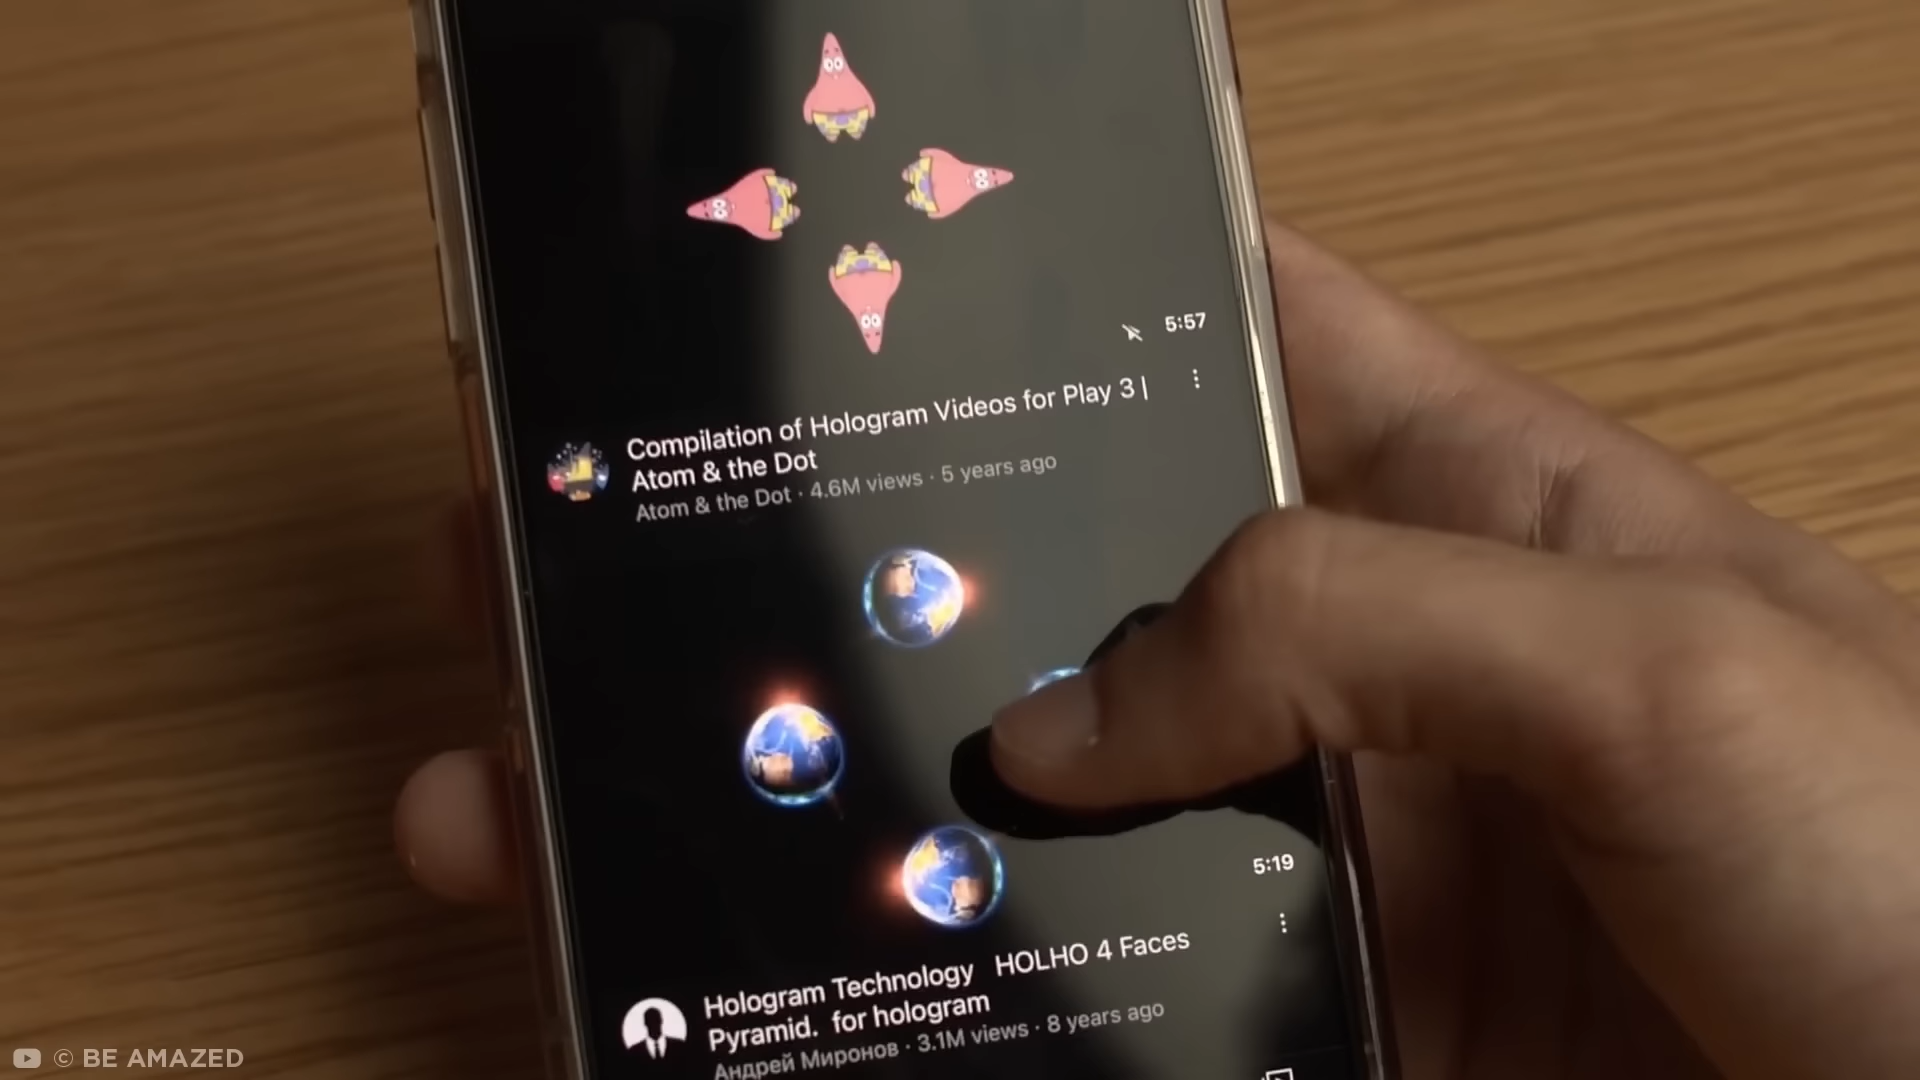 5:57
Compilation of Hologram Videos for Play 3 |
Atom & the Dot
Atom & the Dot · 4.6M views · 5 years ago
5:19
Hologram Technology HOLHO 4 Faces
Pyramid. for hologram
Андрей Миронов · 3.1M views · 8 years ago
© BE AMAZED